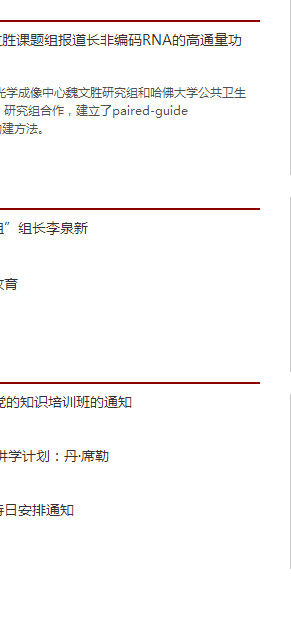 胜课题组报道长非编码RNA的高通量功
光学成像中心魏文胜研究组和哈佛大学公共卫生
研究组合作，建立了paired-guide
建方法。
”组长李泉新
教育
党的知识培训班的通知
讲学计划：丹·席勒
日安排通知